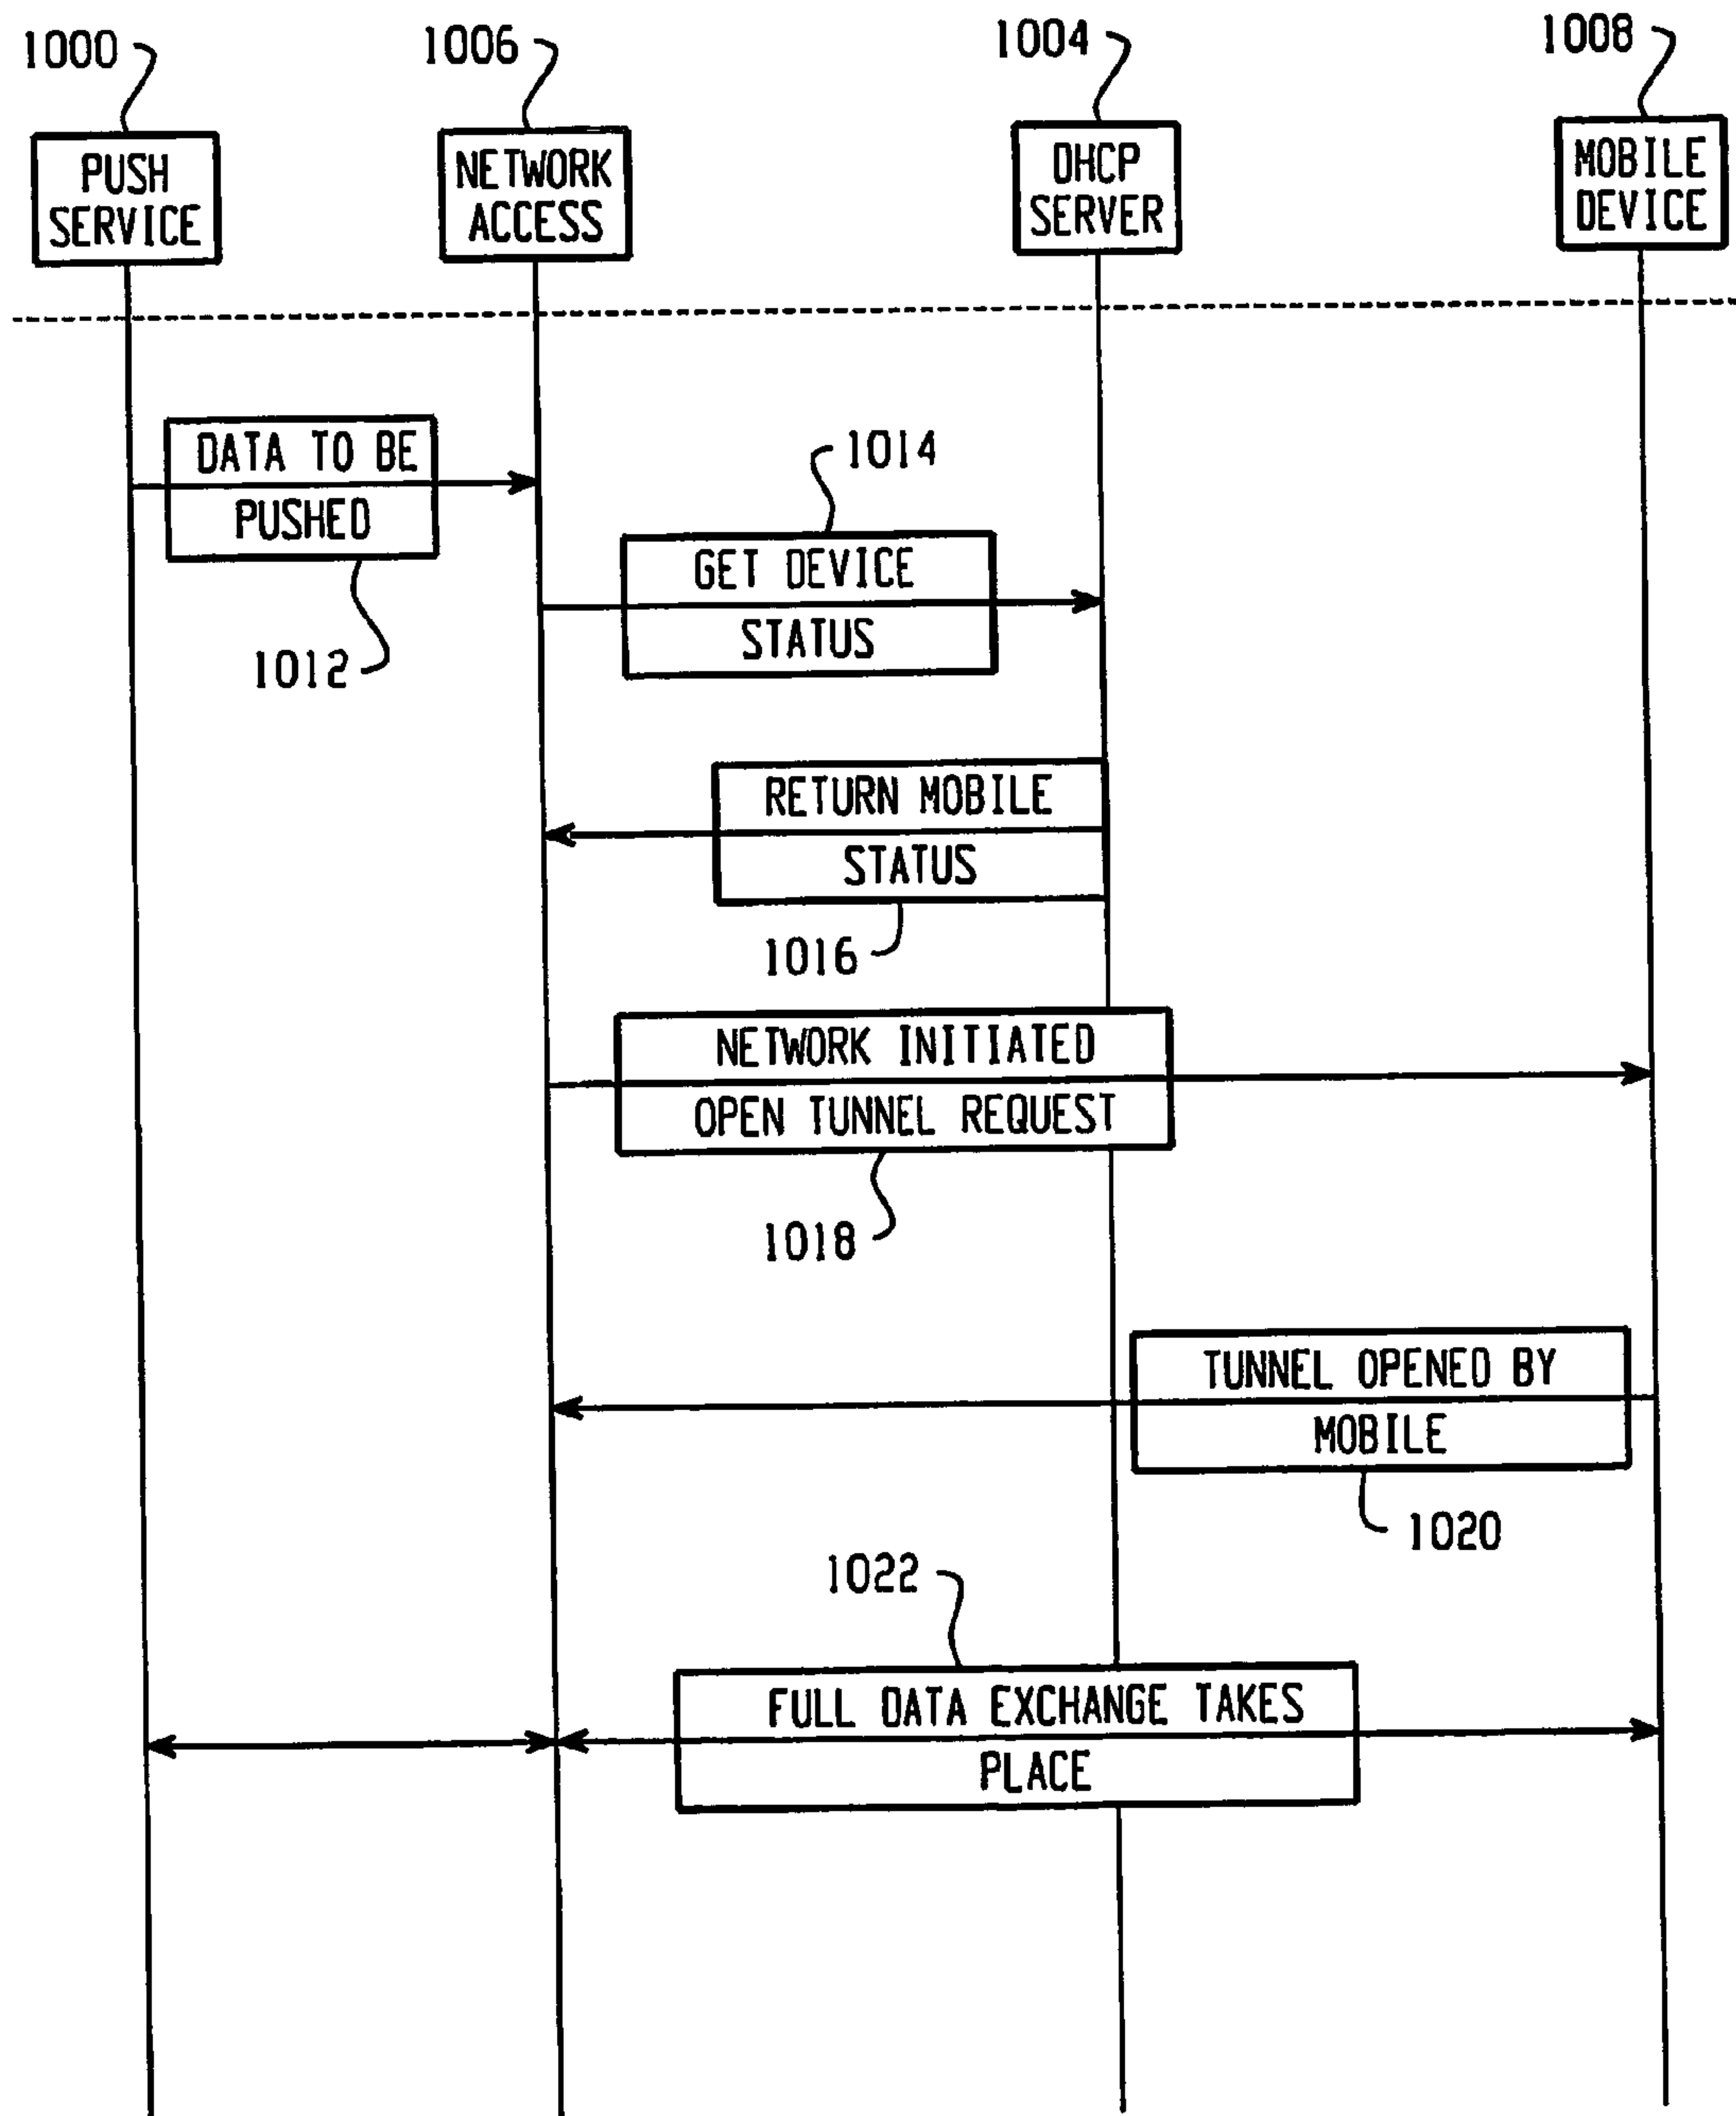 1000
1006
1004
1008
PUSH
SERVICE
NETWORK
ACCESS
DHCP
SERVER
MOBILE
DEVICE
DATA TO BE
PUSHED
1012
1014
GET DEVICE
STATUS
RETURN MOBILE
STATUS
1016
NETWORK INITIATED
OPEN TUNNEL REQUEST
1018
TUNNEL OPENED BY
MOBILE
1020
1022
FULL DATA EXCHANGE TAKES
PLACE